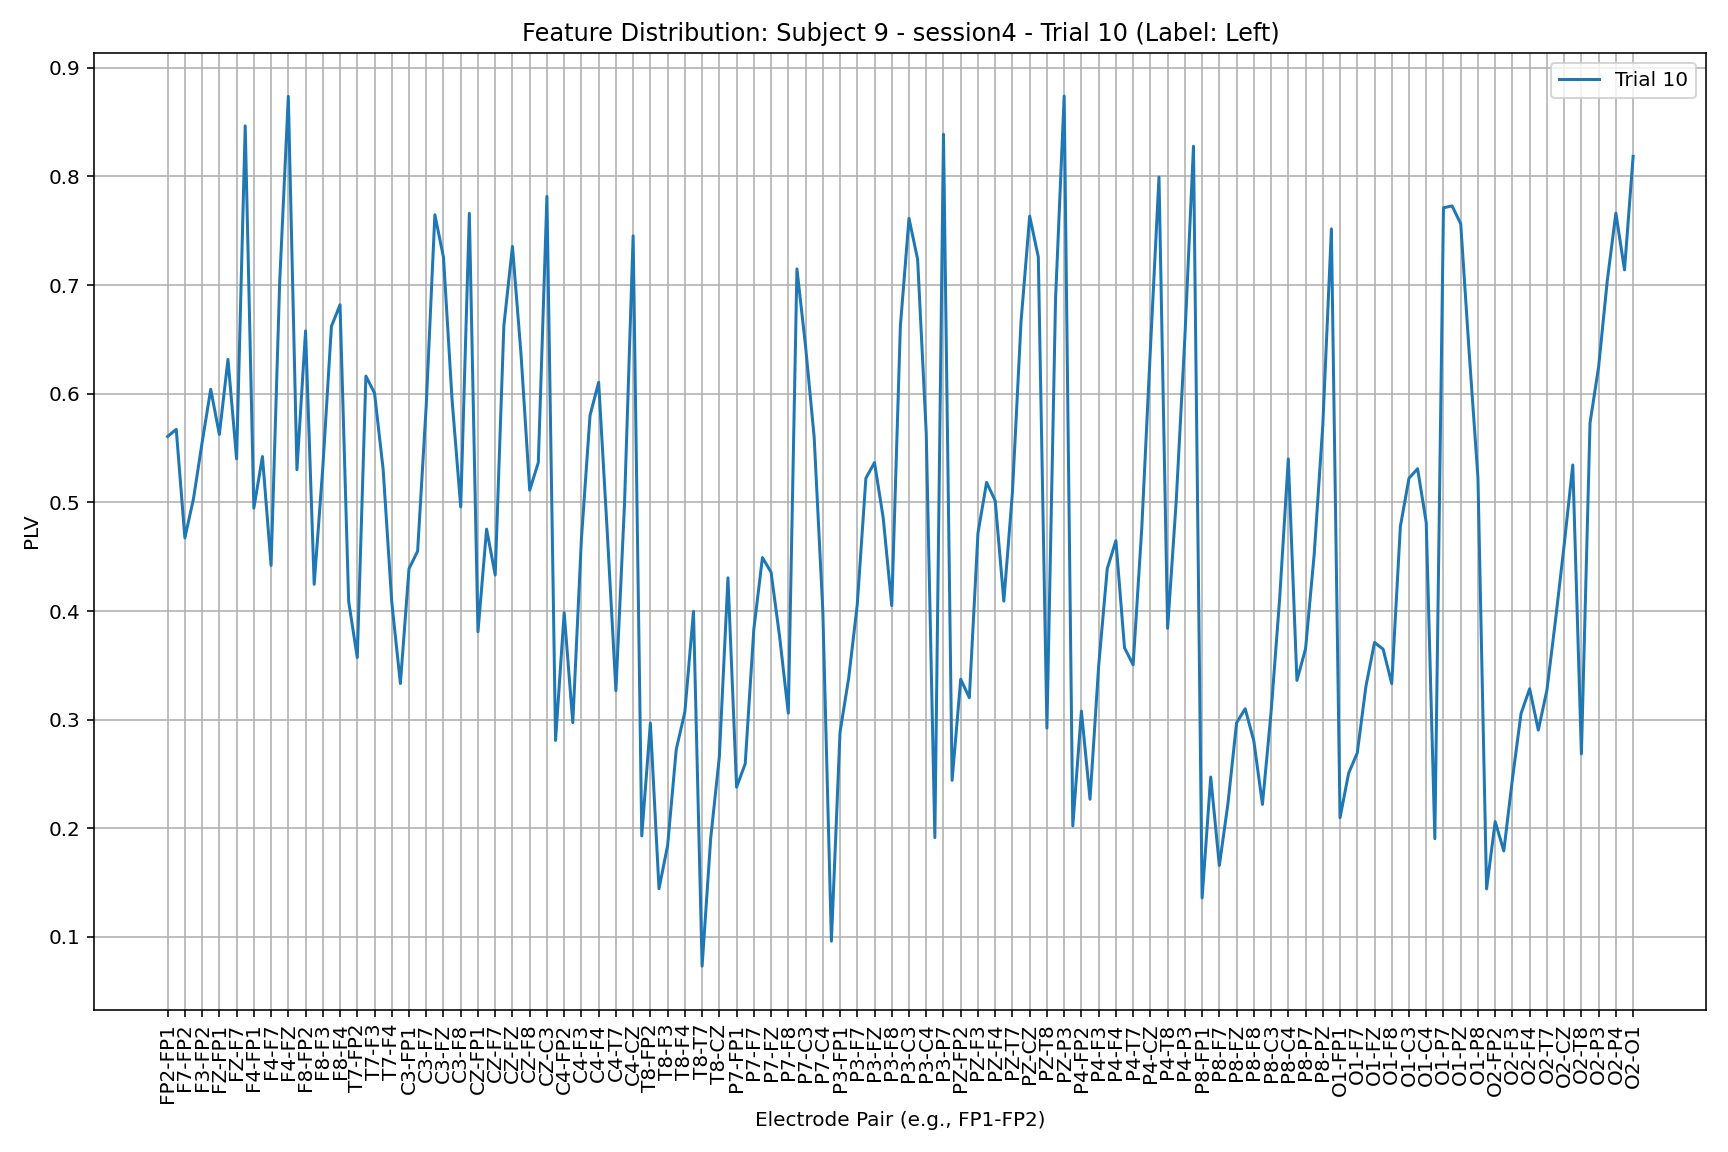 Feature Distribution: Subject 9 - session4 - Trial 10 (Label: Left)
Trial 10
0.9
0.8
0.7
0.6
0.5
0.4
0.3
0.2
0.1
PLV
FP2-FP1
F7-FP2
F3-FP2
FZ-FP1
FZ-F7
F4-FP1
F4-F7
F4-FZ
F8-FP2
F8-F3
F8-F4
T7-FP2
T7-F3
T7-F4
C3-FP1
C3-F7
C3-FZ
C3-F8
CZ-FP1
CZ-F7
CZ-FZ
CZ-F8
CZ-C3
C4-FP2
C4-F3
C4-F4
C4-T7
C4-CZ
T8-FP2
T8-F3
T8-F4
T8-T7
T8-CZ
P7-FP1
P7-F7
P7-FZ
P7-F8
P7-C3
P7-C4
P3-FP1
P3-F7
P3-FZ
P3-F8
P3-C3
P3-C4
P3-P7
PZ-FP2
PZ-F3
PZ-F4
PZ-T7
PZ-CZ
PZ-T8
PZ-P3
P4-FP2
P4-F3
P4-F4
P4-T7
P4-CZ
P4-T8
P4-P3
P8-FP1
P8-F7
P8-FZ
P8-F8
P8-C3
P8-C4
P8-P7
P8-PZ
O1-FP1
O1-F7
O1-FZ
O1-F8
O1-C3
O1-C4
O1-P7
O1-PZ
O1-P8
O2-FP2
O2-F3
O2-F4
O2-T7
O2-CZ
O2-T8
O2-P3
O2-P4
O2-O1
Electrode Pair (e.g., FP1-FP2)